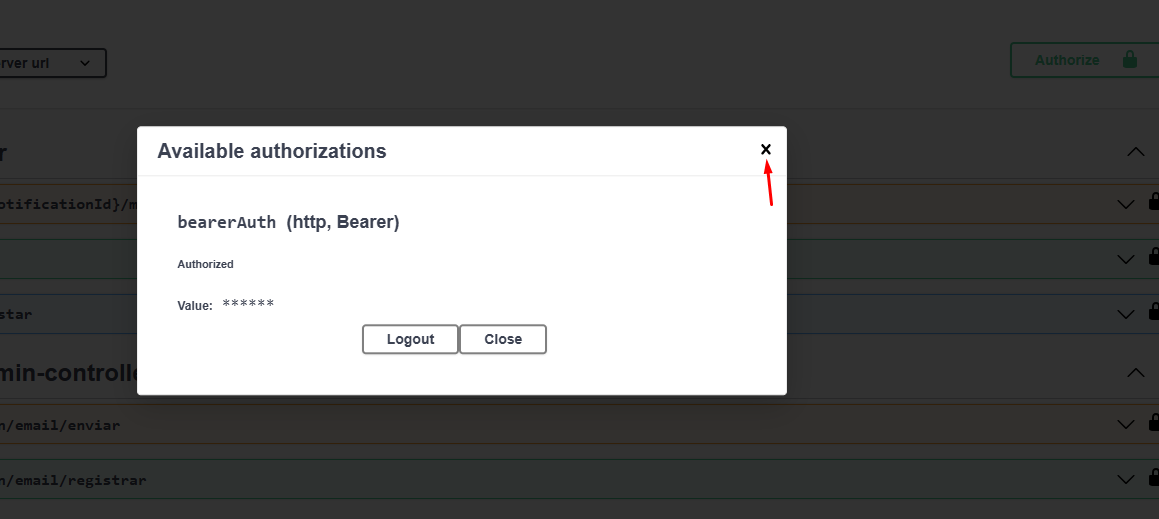 rver url
Authorize
Available authorizations
r
bearerAuth (http, Bearer)
otificationId}/m
Authorized
Value: ******
star
Logout Close
min-controlle
n/email/enviar
n/email/registrar